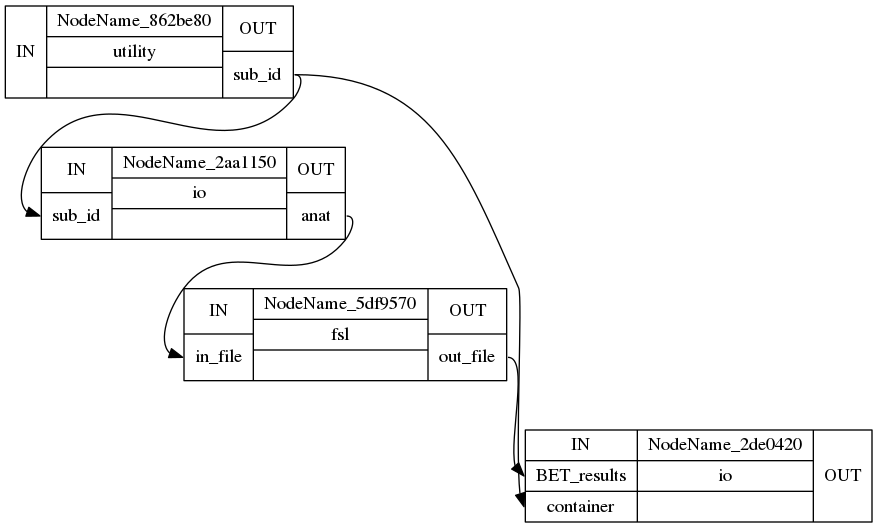 IN NodeName_862be80 OUT
utility
sub_id
IN NodeName_2aa1150 OUT
io
sub_id anat
IN NodeName_5df9570 OUT
fsl
in_file out_file
IN NodeName_2de0420
BET_results io OUT
container